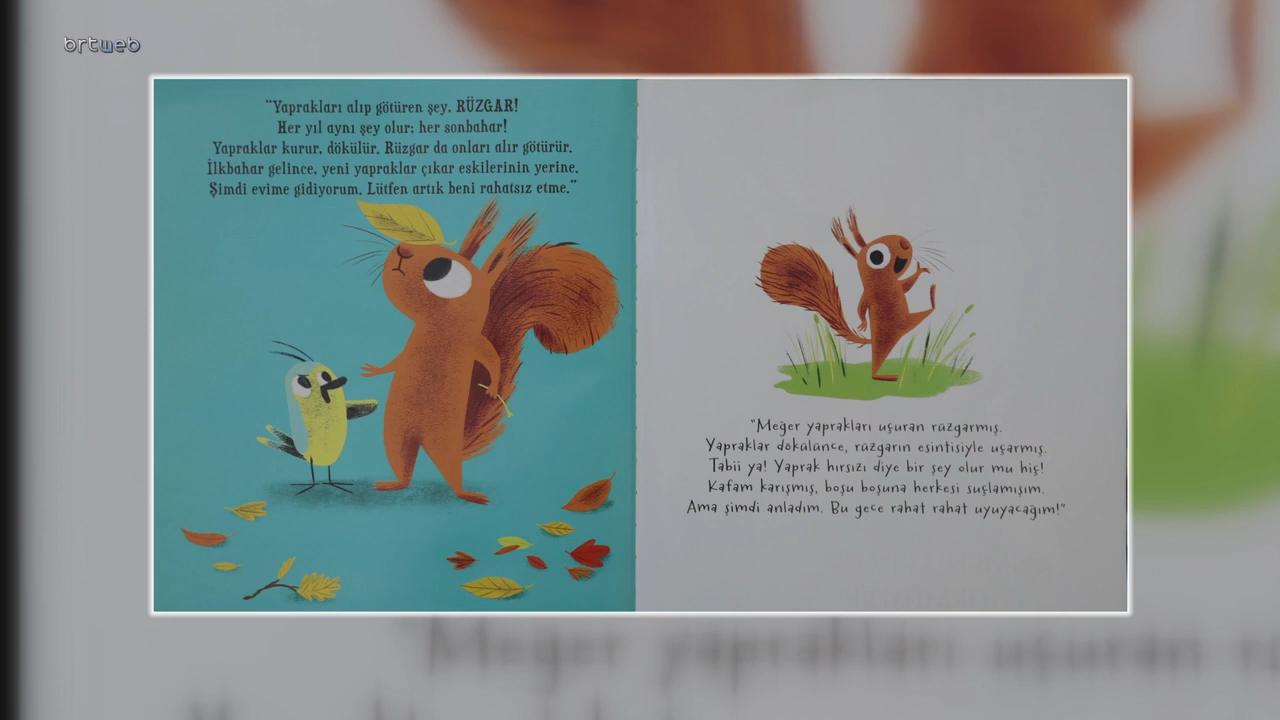 brtweb
"Yaprakları alıp götüren şey, RÜZGAR!
Her yıl aynı şey olur; her sonbahar!
Yapraklar kurur, dökülür. Rüzgar da onları alır götürür.
İlkbahar gelince, yeni yapraklar çıkar eskilerinin yerine.
Şimdi evime gidiyorum. Lütfen artık beni rahatsız etme."
"Meğer yaprakları uçuran rüzgarmış.
Yapraklar dökülünce, rüzgarın esintisiyle uçarmış.
Tabii ya! Yaprak hırsızı diye bir şey olur mu hiç!
Kafam karışmış, boşu boşuna herkesi suçlamışım.
Ama şimdi anladım. Bu gece rahat rahat uyuyacağım!"
"Meğer yaprakları uçuran